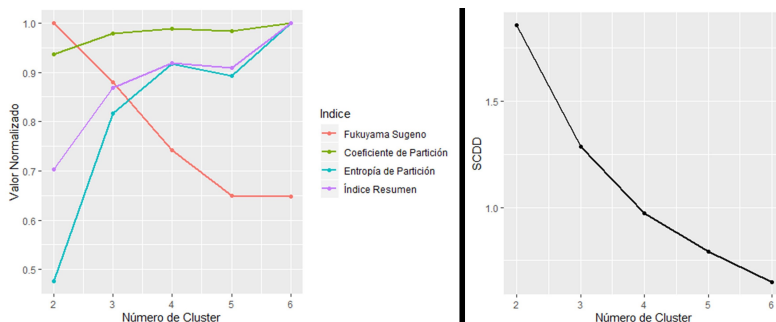 1.0
0.9
0.8
0.7
0.6
0.5
Valor Normalizado
2
3
4
5
6
Número de Cluster
Indice
Fukuyama Sugeno
Coeficiente de Partición
Entropía de Partición
Índice Resumen
1.5
1.0
SCDD
2
3
4
5
6
Número de Cluster